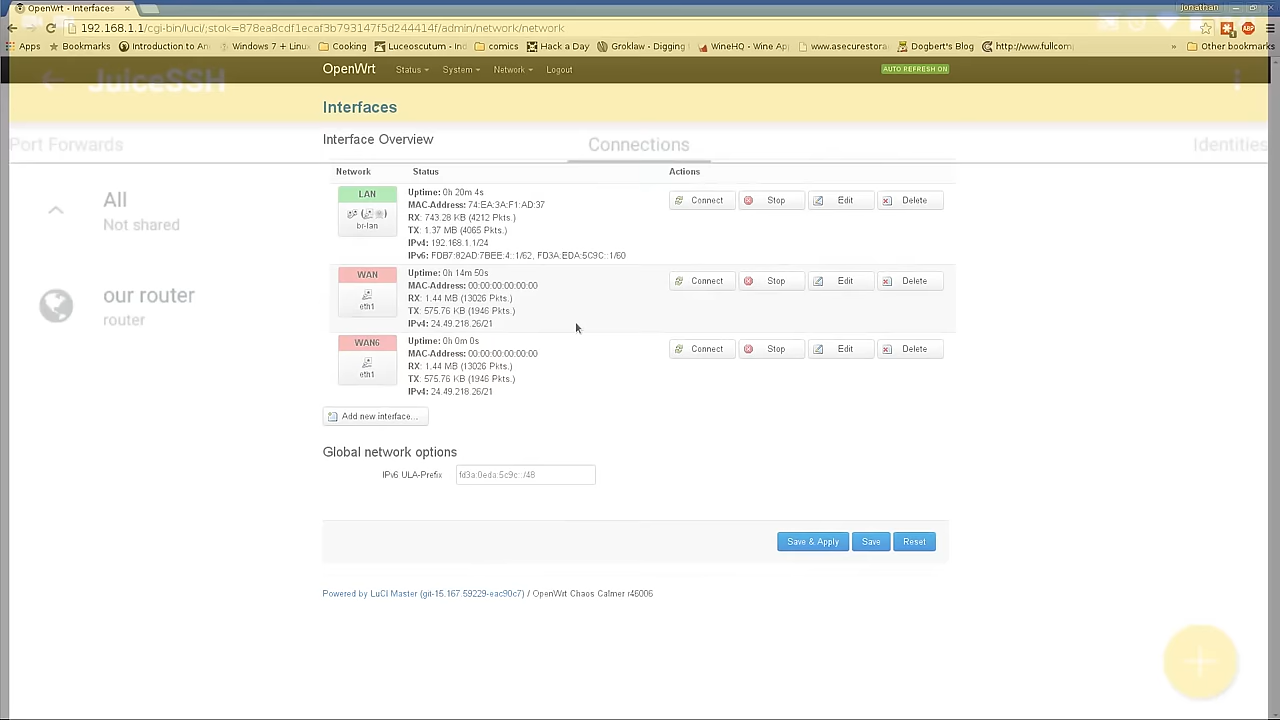 OpenWrt - Interfaces
Jonathan
192.168.1.1/cgi-bin/luci/;stok=878ea8cdf1ecaf3b793147f5d244414f/admin/network/network
Apps Bookmarks Introduction to An Windows 7 + Linu Cooking Luceoscutum - In comics Hack a Day Groklaw - Digging WineHQ - Wine App Dogbert's Blog http://www.fullcom » Other bookmarks
JuiceSSH
OpenWrt Status System Network Logout AUTO REFRESH ON
Interfaces
Interface Overview
Port Forwards Connections Identities
Network Status Actions
All
Not shared
our router
router
LAN
br-lan
Uptime: 0h 20m 4s
MAC-Address: 74:EA:3A:F1:AD:37
RX: 743.28 KB (4212 Pkts.)
TX: 1.37 MB (4065 Pkts.)
IPv4: 192.168.1.1/24
IPv6: FDB7:82AD:7BEE:4::1/62, FD3A:EDA:5C9C::1/60
Connect Stop Edit Delete
WAN
eth1
Uptime: 0h 14m 50s
MAC-Address: 00:00:00:00:00:00
RX: 1.44 MB (13026 Pkts.)
TX: 575.76 KB (1946 Pkts.)
IPv4: 24.49.218.26/21
Connect Stop Edit Delete
WAN6
eth1
Uptime: 0h 0m 0s
MAC-Address: 00:00:00:00:00:00
RX: 1.44 MB (13026 Pkts.)
TX: 575.76 KB (1946 Pkts.)
IPv4: 24.49.218.26/21
Connect Stop Edit Delete
Add new interface...
Global network options
IPv6 ULA-Prefix fd3a:0eda:5c9c::/48
Save & Apply Save Reset
Powered by LuCI Master (git-15.167.59229-eac90c7) / OpenWrt Chaos Calmer r45006